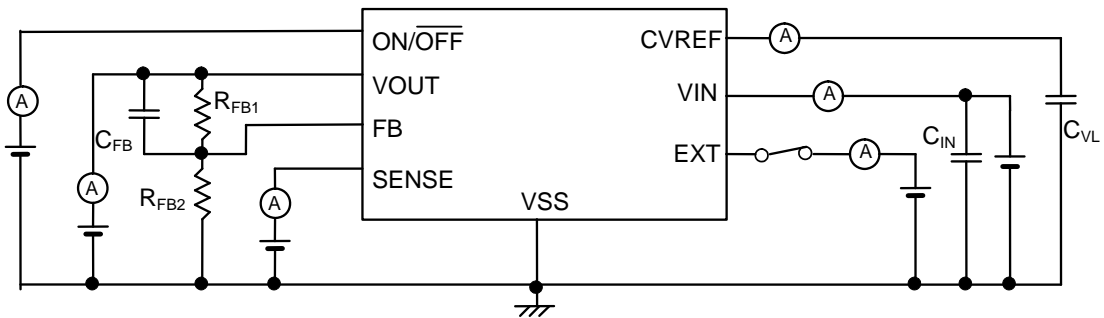 ON/OFF
VOUT
FB
SENSE
CVREF
VIN
EXT
VSS
A
A
A
A
A
A
R_FB1
C_FB
R_FB2
C_IN
C_VL